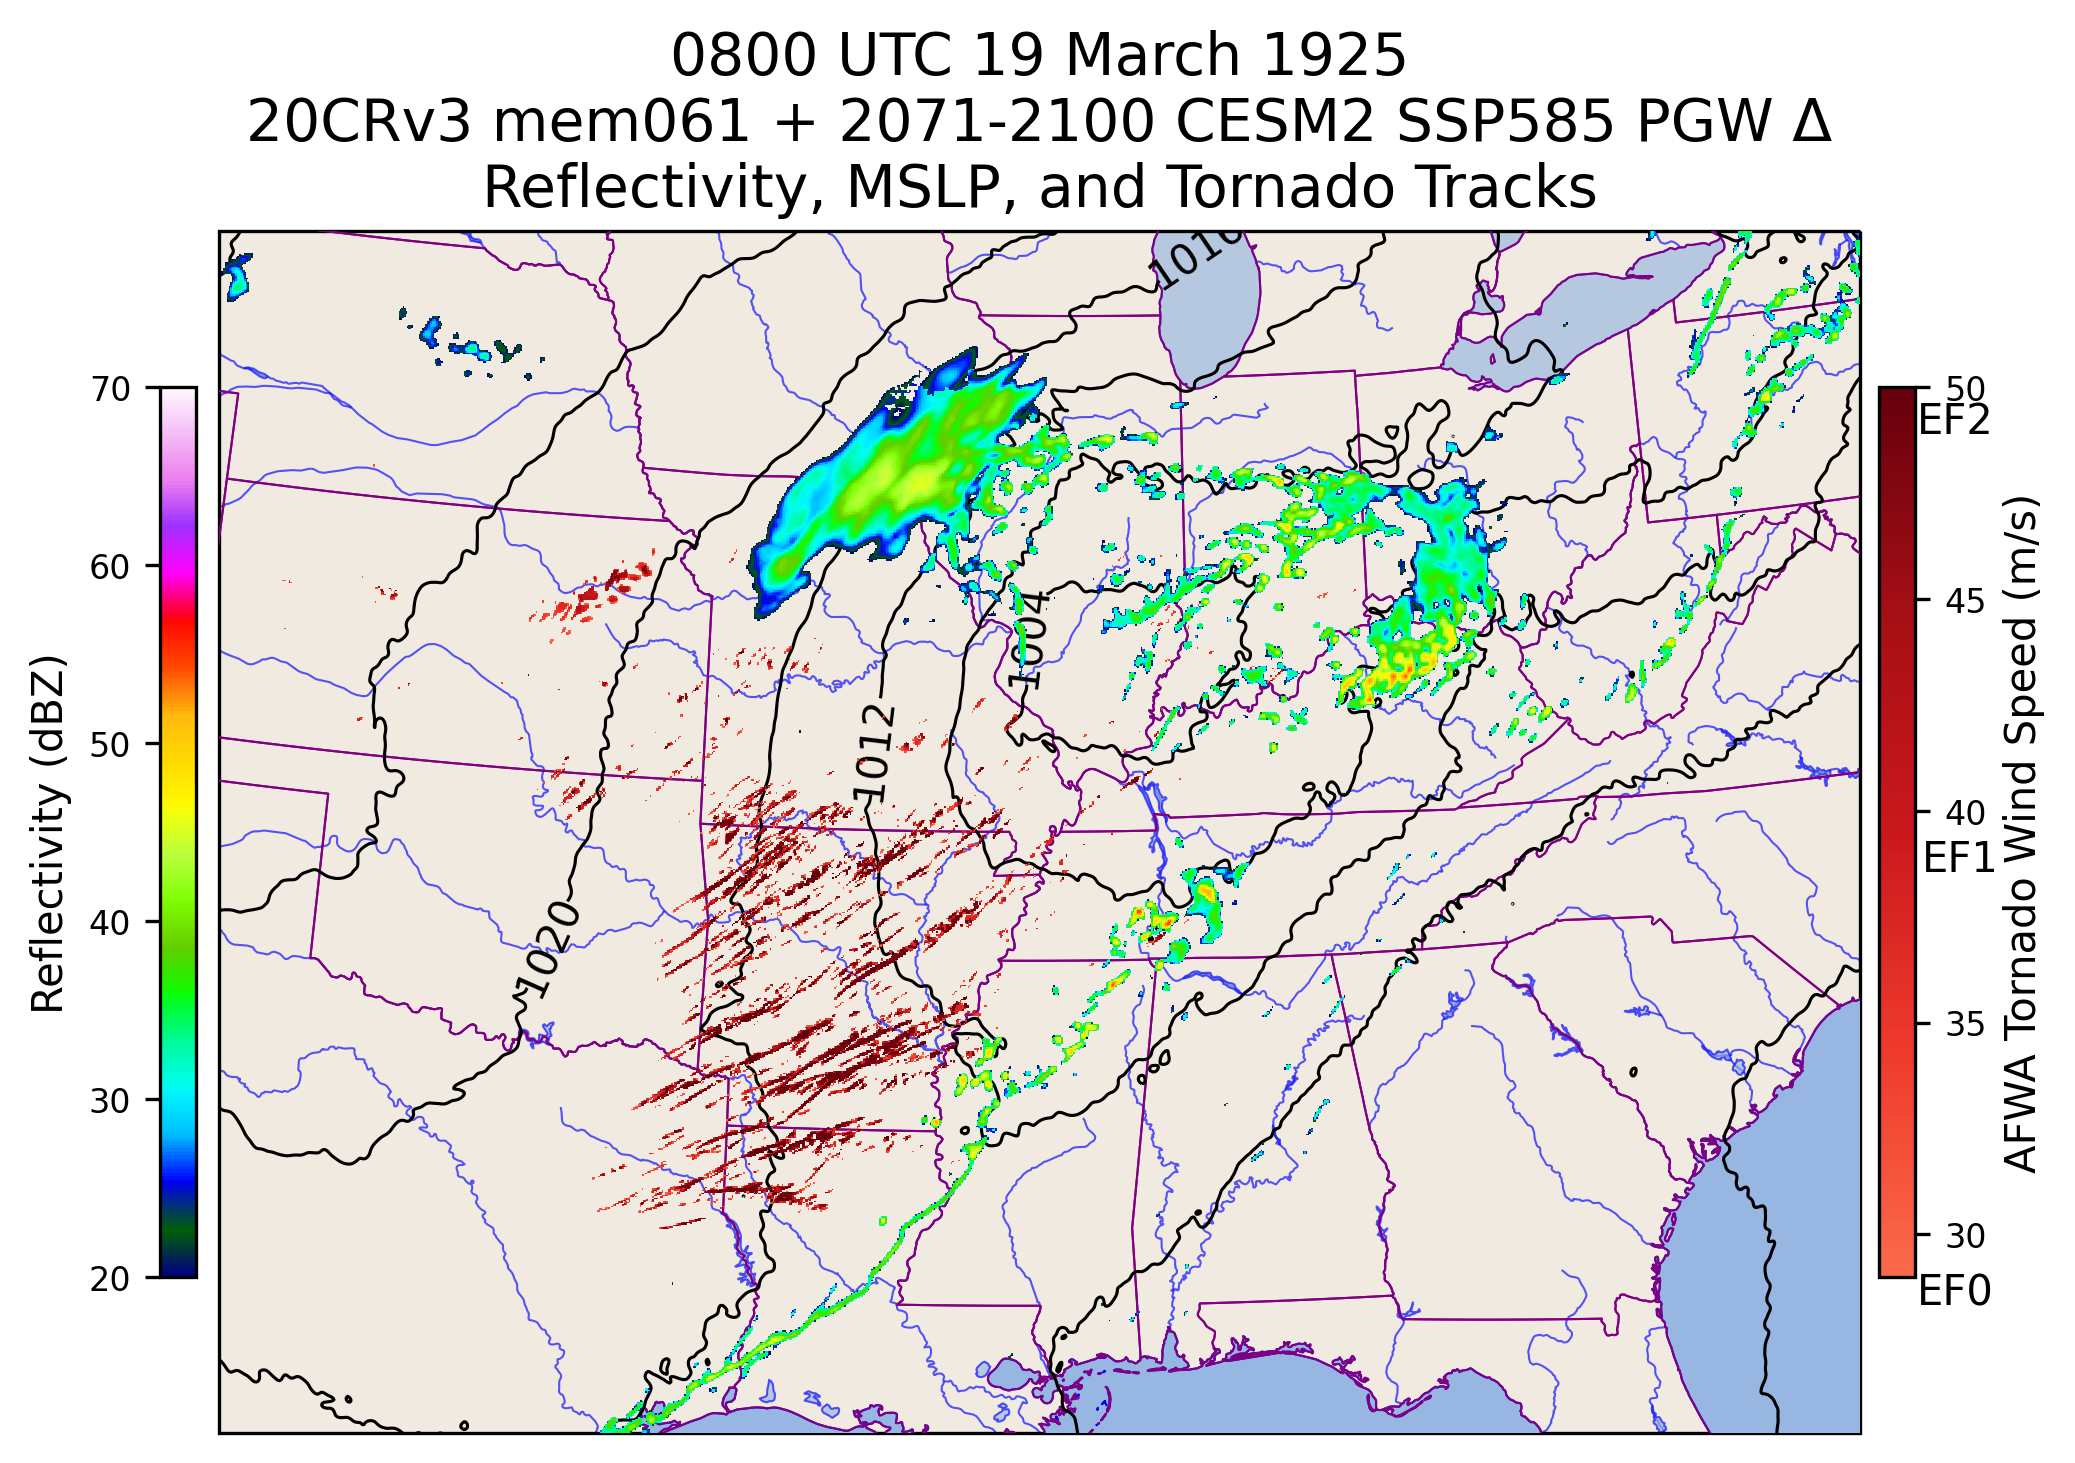 0800 UTC 19 March 1925
20CRv3 mem061 + 2071-2100 CESM2 SSP585 PGW Δ
Reflectivity, MSLP, and Tornado Tracks
Reflectivity (dBZ)
70
60
50
40
30
20
1004
1012
1020
50
EF2
45
40
EF1
35
30
EF0
AFWA Tornado Wind Speed (m/s)